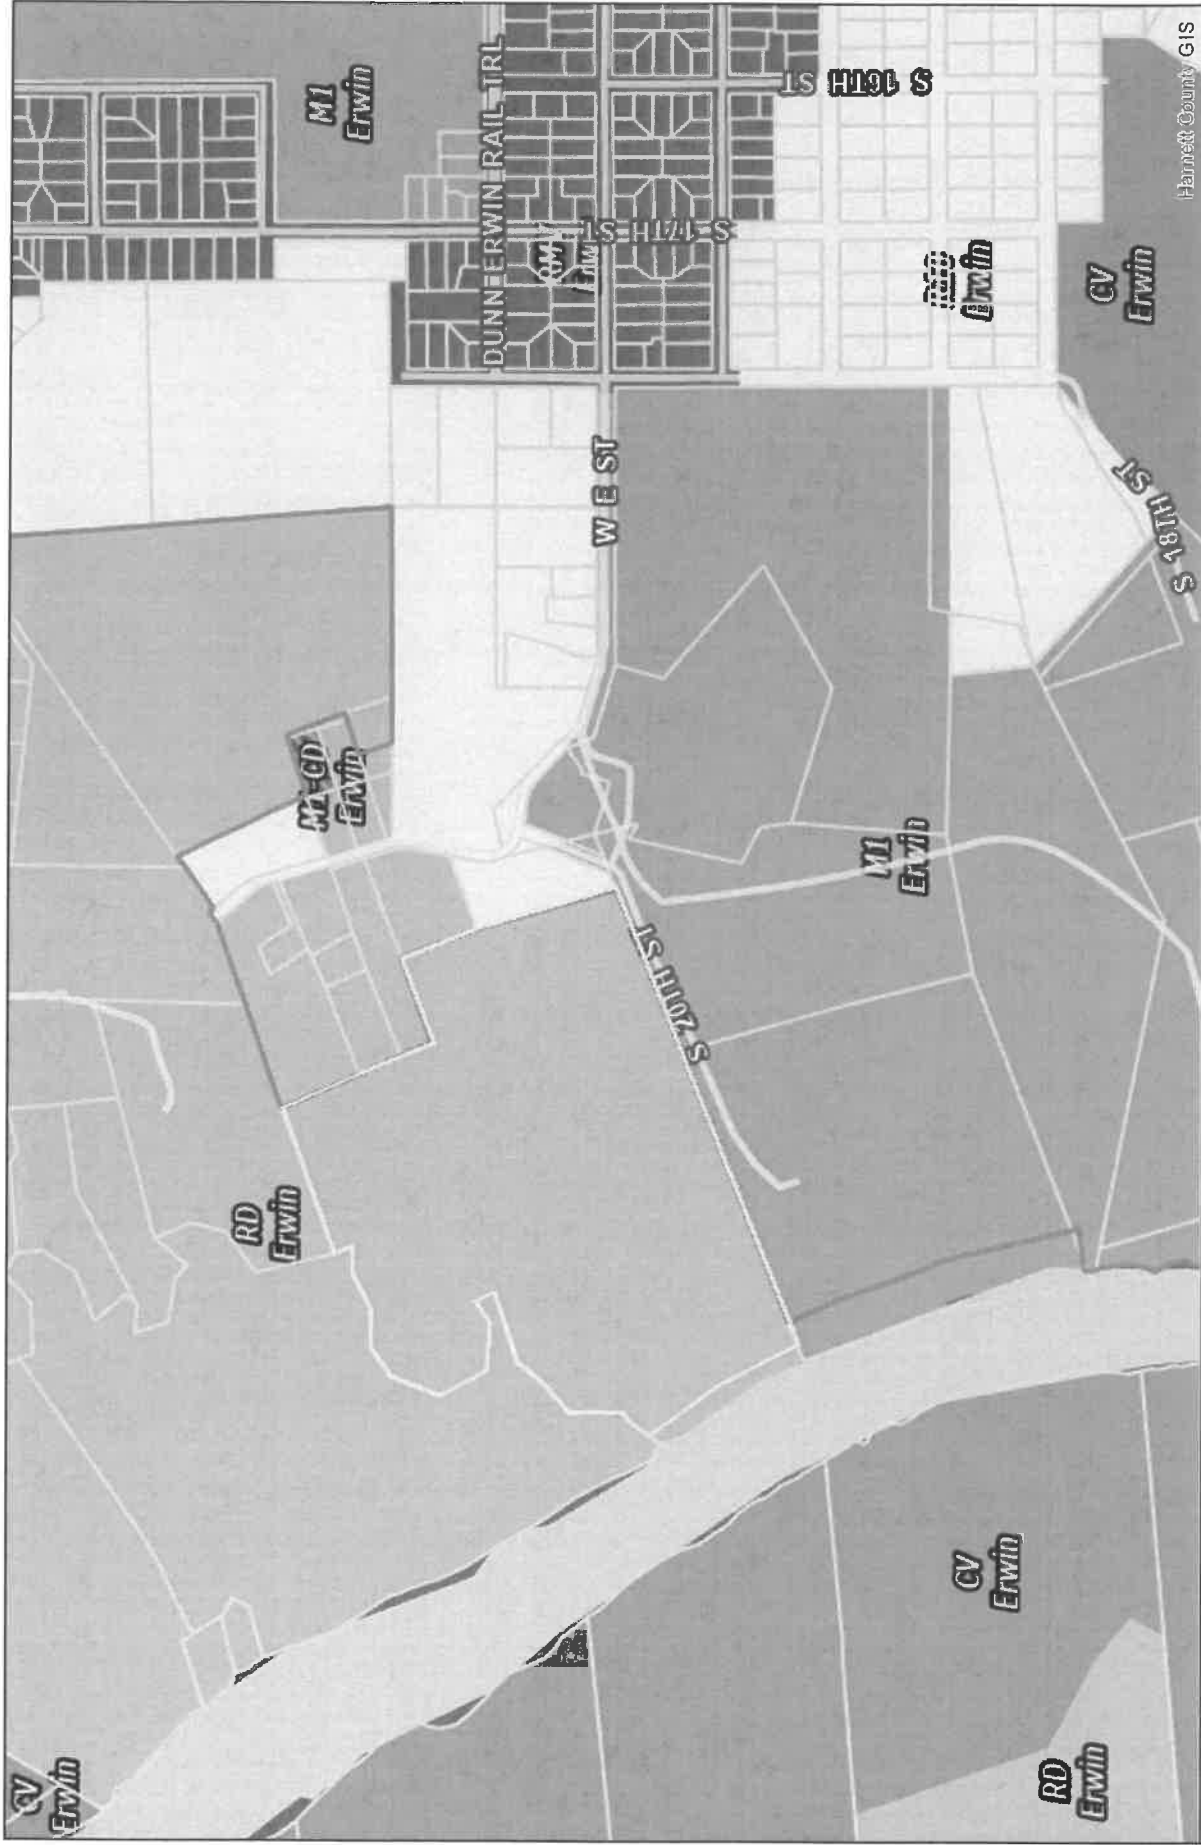 CV
Erwin
RD
Erwin
M1-CD
Erwin
M1
Erwin
DUNN ERWIN RAIL TRL
S 16TH ST
S 17TH ST
W E ST
S 20TH ST
M1
Erwin
S 18TH ST
Erwin
CV
Erwin
CV
Erwin
RD
Erwin
Harnett County GIS